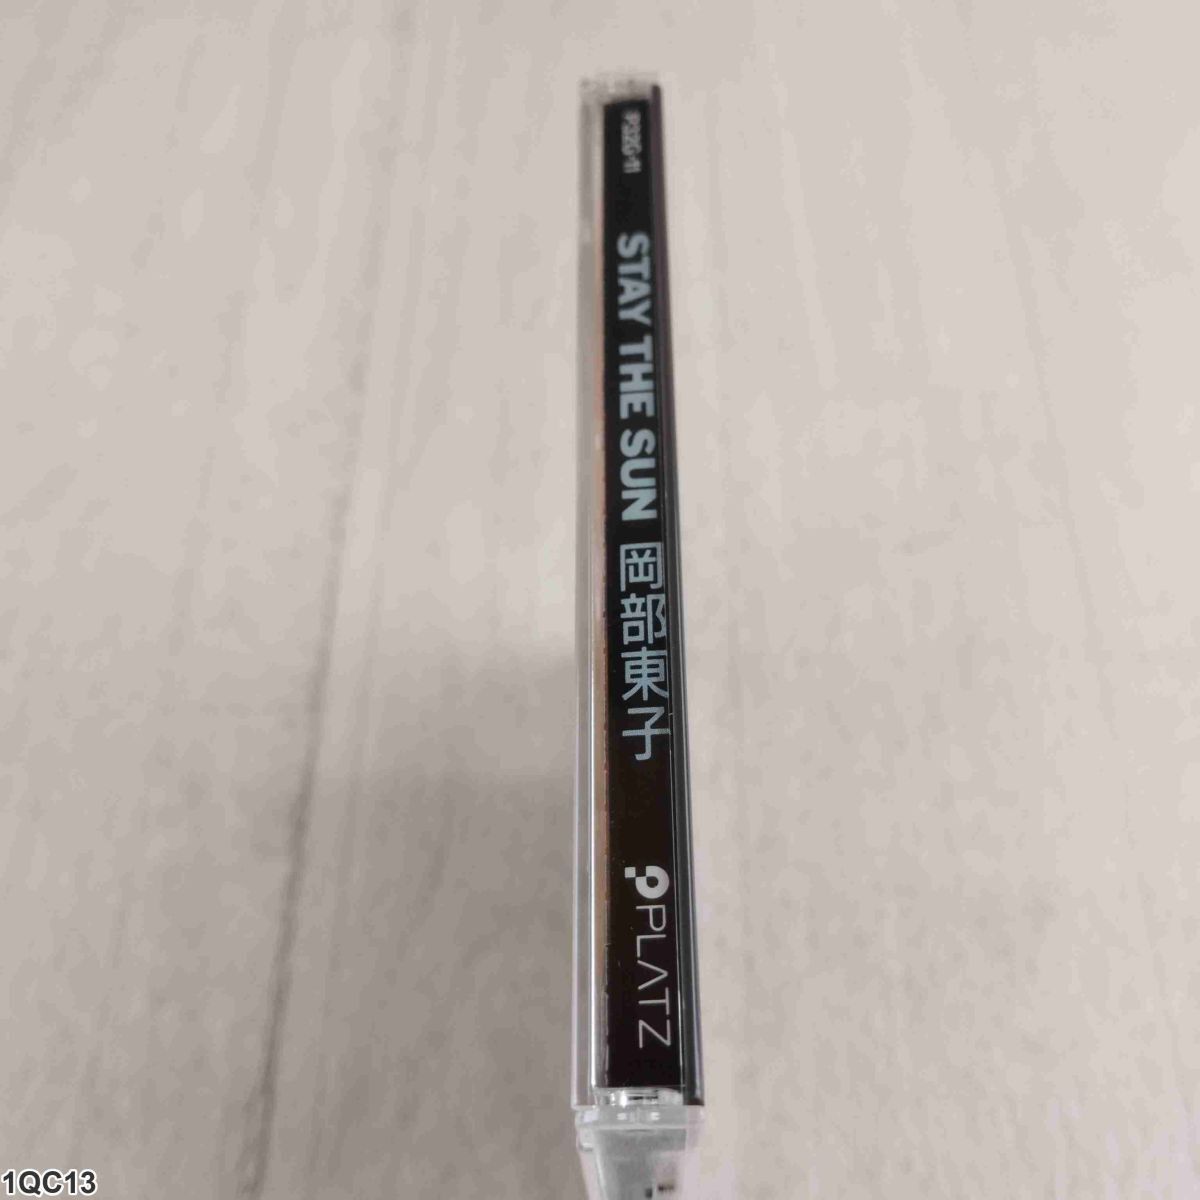 P32G-11
STAY THE SUN 岡部東子
PLATZ
1QC13